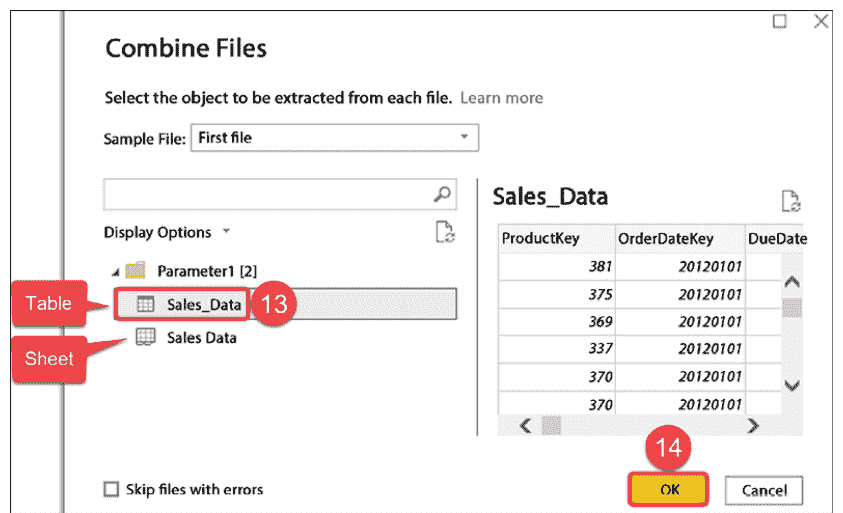 Combine Files
Select the object to be extracted from each file. Learn more
Sample File: First file
Display Options
Parameter1 [2]
Table
Sales_Data 13
Sheet
Sales Data
Sales_Data
ProductKey OrderDateKey DueDate
381 20120101
375 20120101
369 20120101
337 20120101
370 20120101
370 20120101
14
Skip files with errors
OK Cancel